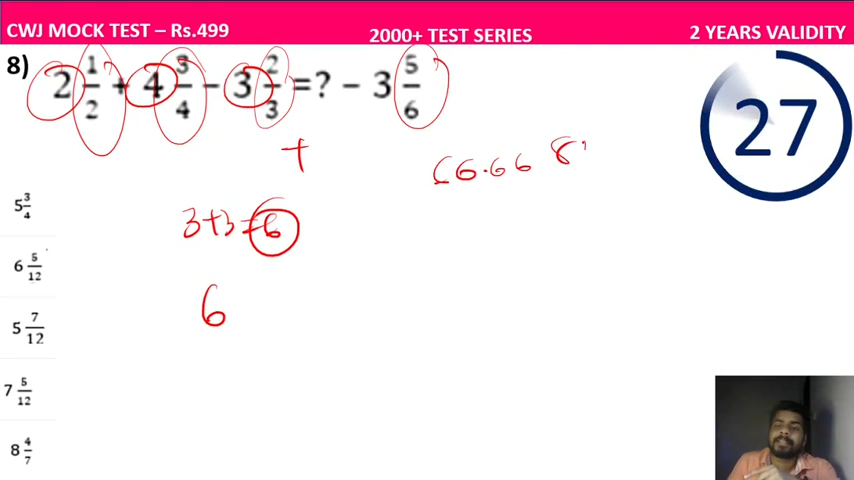 CWJ MOCK TEST – Rs.499
2000+ TEST SERIES
2 YEARS VALIDITY
8) 2 1/2 + 4 3/4 − 3 2/3 = ? − 3 5/6
27
+
66.66 8
3+3=6
6
5 3/4
6 5/12
5 7/12
7 5/12
8 4/7